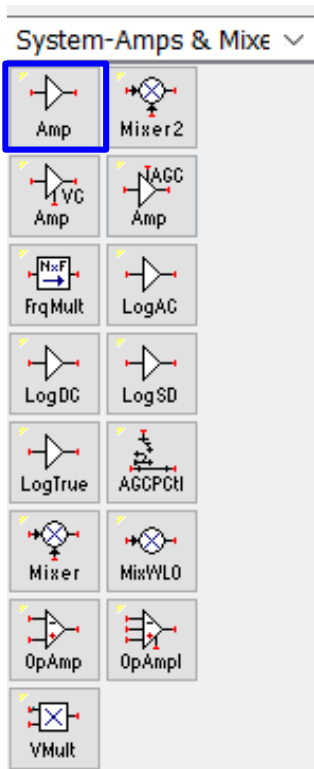 System-Amps & Mixe
Amp Mixer2
VC AGC
Amp Amp
NxF
FrqMult LogAC
LogDC LogSD
LogTrue AGCPCtl
Mixer MixWLO
OpAmp OpAmpI
VMult